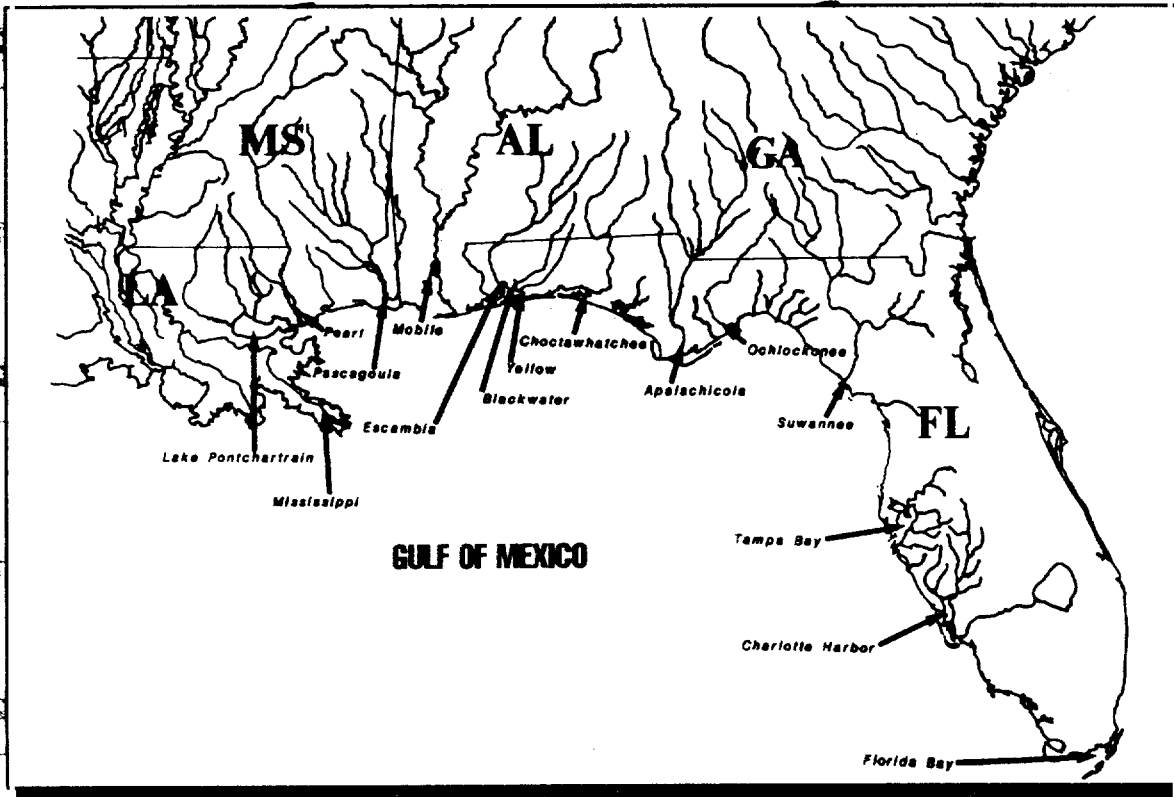 MS
AL
GA
LA
Pearl
Mobile
Choctawhatchee
Ochlockonee
Pascagoula
Yellow
Apalachicola
Blackwater
Suwannee
Escambia
FL
Lake Pontchartrain
Mississippi
Tampa Bay
GULF OF MEXICO
Charlotte Harbor
Florida Bay